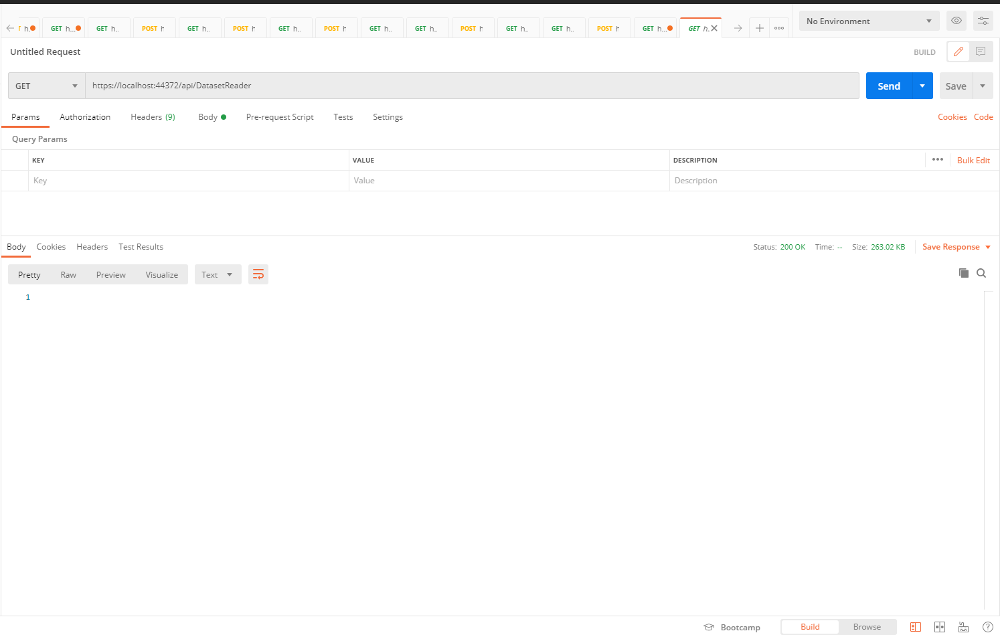 h. GET h... GET h.. POST h GET h.. POST h GET h.. POST h GET h.. GET h.. POST h GET h.. GET h.. POST h GET h... GET h.. No Environment
Untitled Request BUILD
GET https://localhost:44372/api/DatasetReader Send Save
Params Authorization Headers (9) Body Pre-request Script Tests Settings Cookies Code
Query Params
KEY VALUE DESCRIPTION Bulk Edit
Key Value Description
Body Cookies Headers Test Results Status: 200 OK Time: -- Size: 263.02 KB Save Response
Pretty Raw Preview Visualize Text
1
Bootcamp Build Browse